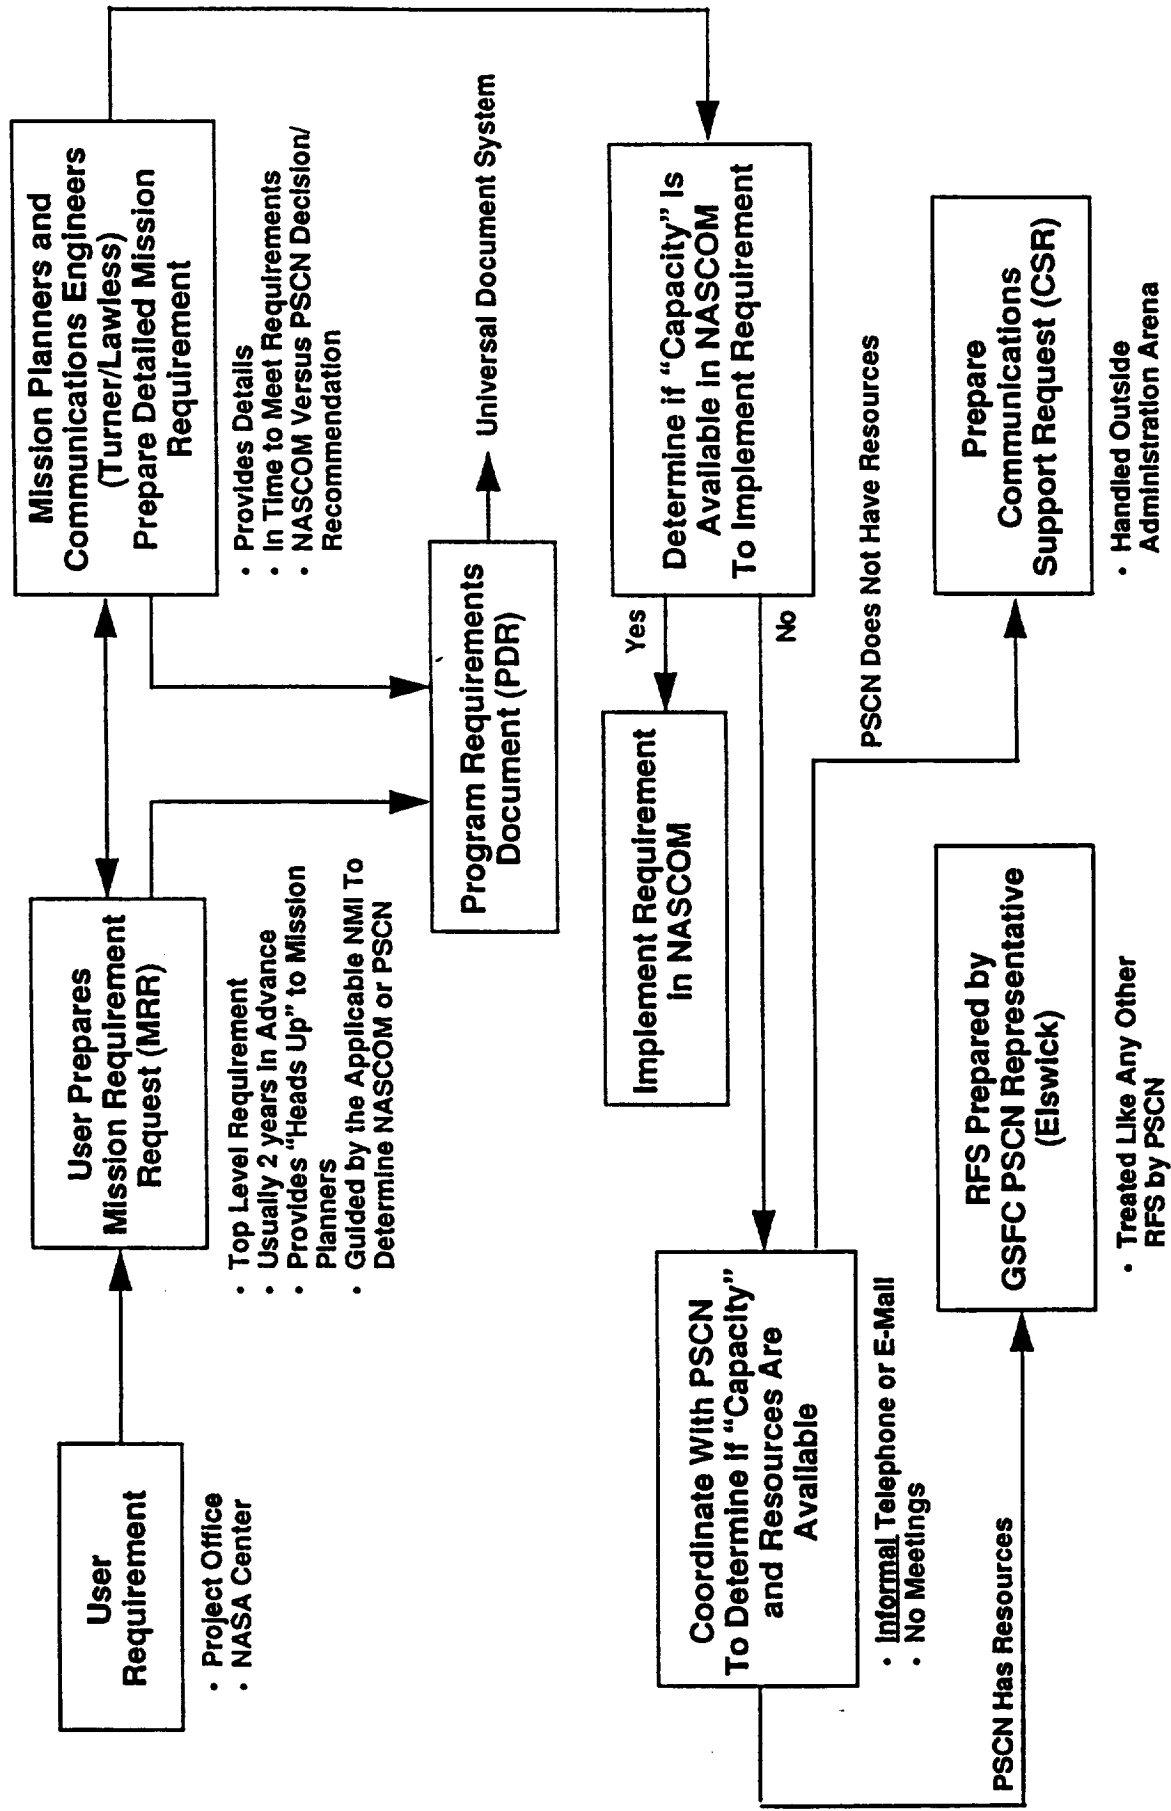 User
Requirement
• Project Office
• NASA Center
User Prepares
Mission Requirement
Request (MRR)
• Top Level Requirement
• Usually 2 years in Advance
• Provides “Heads Up” to Mission
Planners
• Guided by the Applicable NMI To
Determine NASCOM or PSCN
Mission Planners and
Communications Engineers
(Turner/Lawless)
Prepare Detailed Mission
Requirement
• Provides Details
• In Time to Meet Requirements
• NASCOM Versus PSCN Decision/
Recommendation
Program Requirements
Document (PDR)
Universal Document System
Determine if “Capacity” is
Available in NASCOM
To Implement Requirement
Yes
No
Implement Requirement
in NASCOM
Coordinate With PSCN
To Determine if “Capacity”
and Resources Are
Available
• Informal Telephone or E-Mail
• No Meetings
PSCN Does Not Have Resources
PSCN Has Resources
RFS Prepared by
GSFC PSCN Representative
(Elswick)
• Treated Like Any Other
RFS by PSCN
Prepare
Communications
Support Request (CSR)
• Handled Outside
Administration Arena